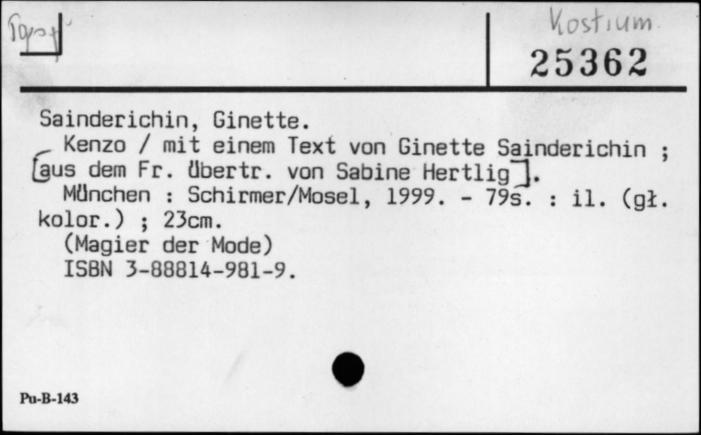 Kostium.
25362
Sainderichin, Ginette.
Kenzo / mit einem Text von Ginette Sainderichin ;
[aus dem Fr. übertr. von Sabine Hertlig].
München : Schirmer/Mosel, 1999. - 79s. : il. (gł.
kolor.) ; 23cm.
(Magier der Mode)
ISBN 3-88814-981-9.
Pu-B-143